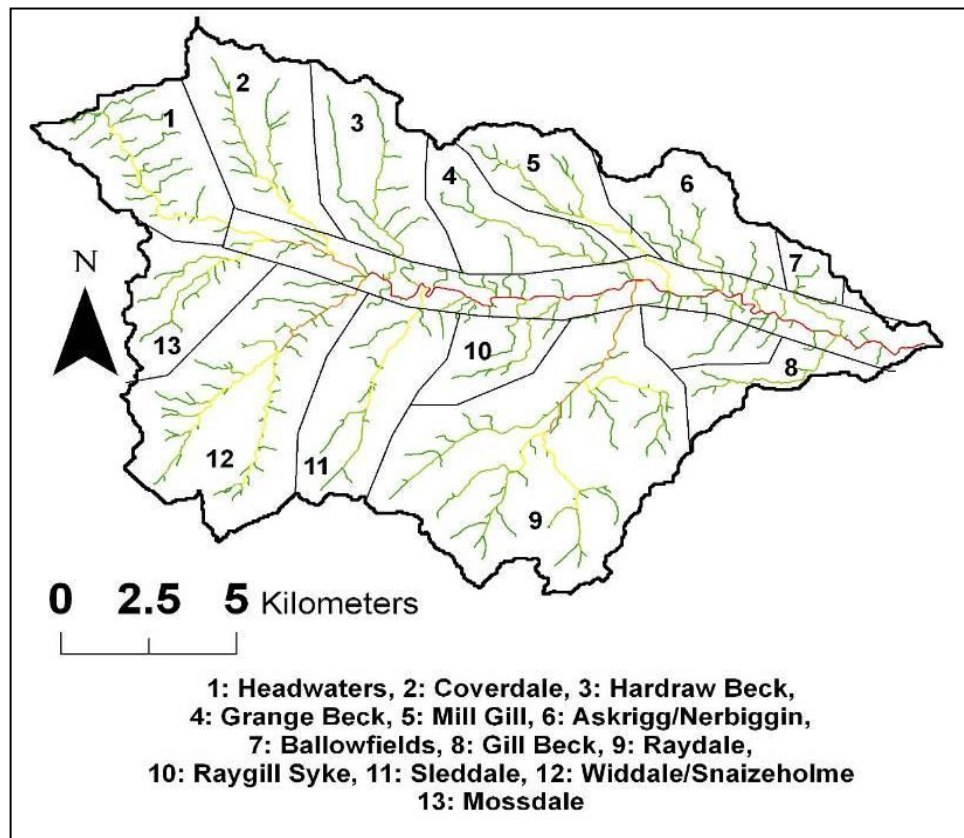 2
1
3
5
4
6
N
7
13
10
8
12
11
9
0 2.5 5 Kilometers
1: Headwaters, 2: Coverdale, 3: Hardraw Beck,
4: Grange Beck, 5: Mill Gill, 6: Askrigg/Nerbiggin,
7: Ballowfields, 8: Gill Beck, 9: Raydale,
10: Raygill Syke, 11: Sleddale, 12: Widdale/Snaizeholme
13: Mossdale